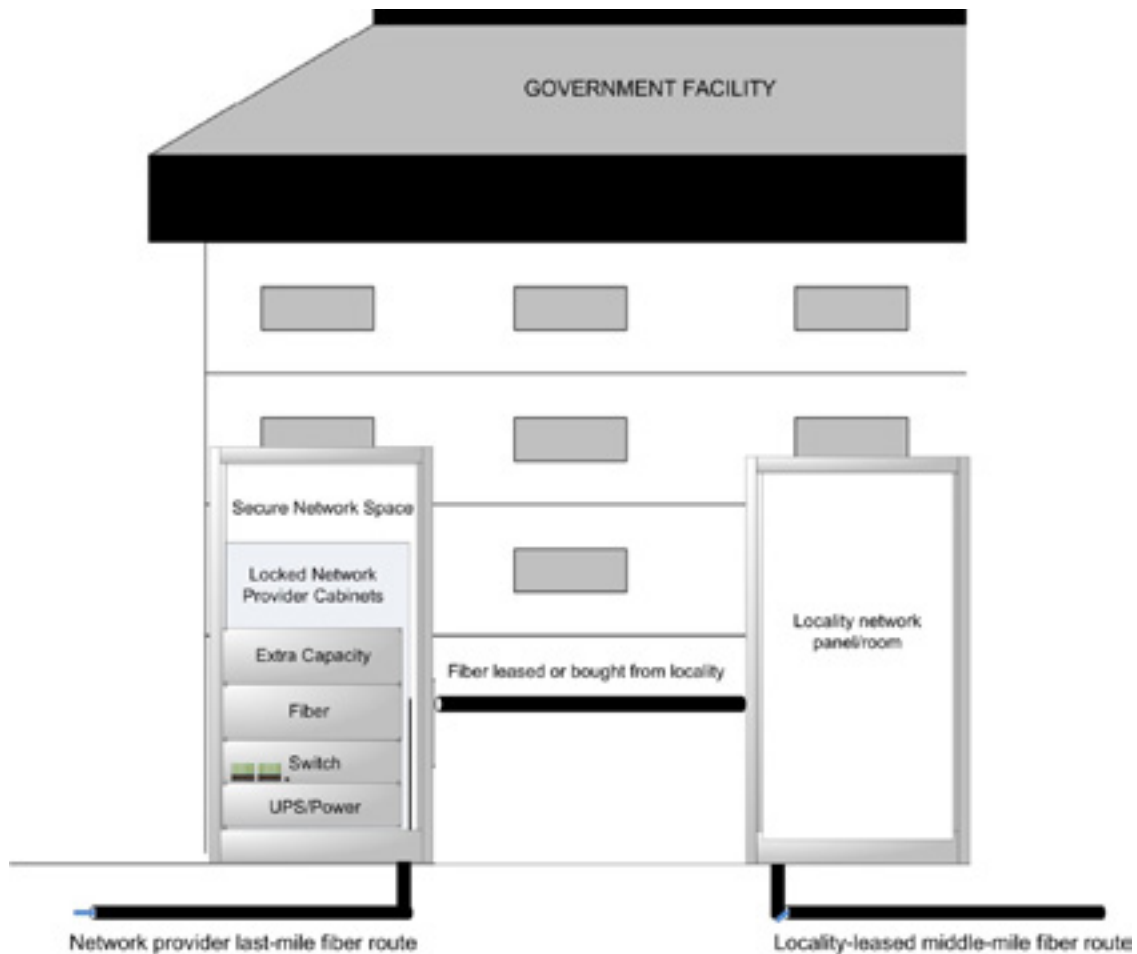 GOVERNMENT FACILITY
Secure Network Space
Locked Network
Provider Cabinets
Extra Capacity
Fiber
Switch
UPS/Power
Fiber leased or bought from locality
Locality network
panel/room
Network provider last-mile fiber route
Locality-leased middle-mile fiber route